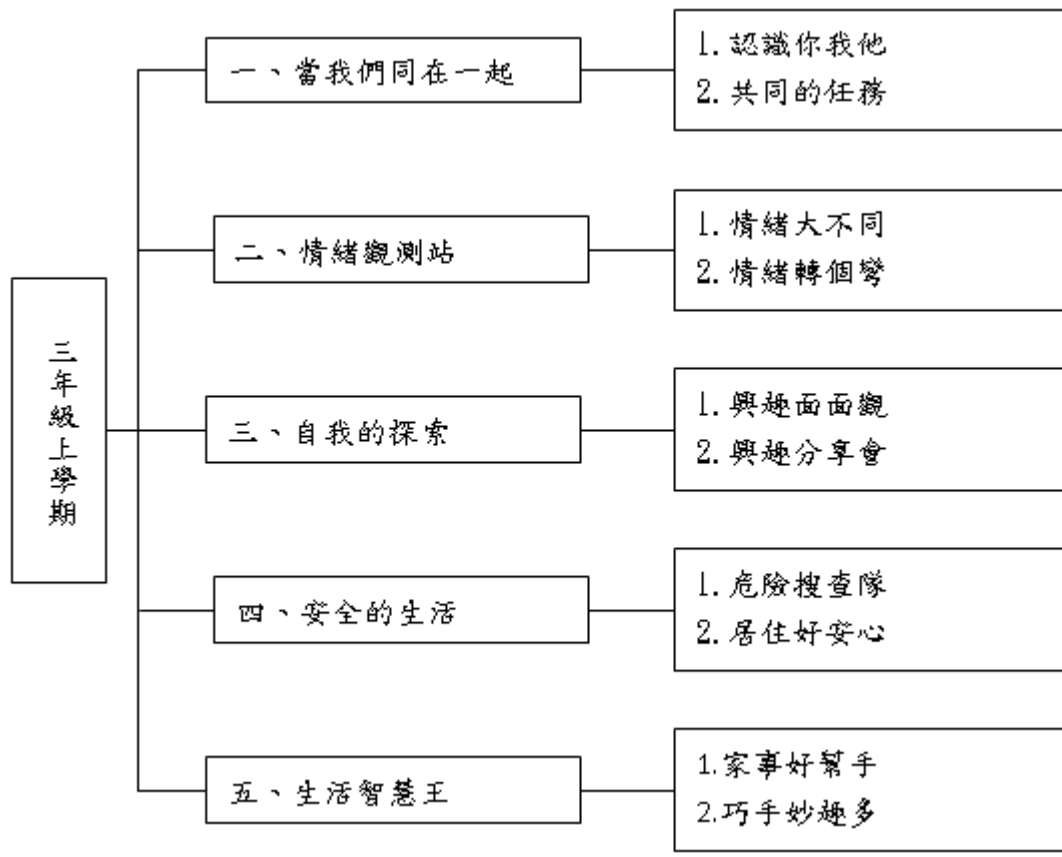 三年級上學期
一、當我們同在一起
1. 認識你我他
2. 共同的任務
二、情緒觀測站
1. 情緒大不同
2. 情緒轉個彎
三、自我的探索
1. 興趣面面觀
2. 興趣分享會
四、安全的生活
1. 危險搜查隊
2. 居住好安心
五、生活智慧王
1.家事好幫手
2.巧手妙趣多